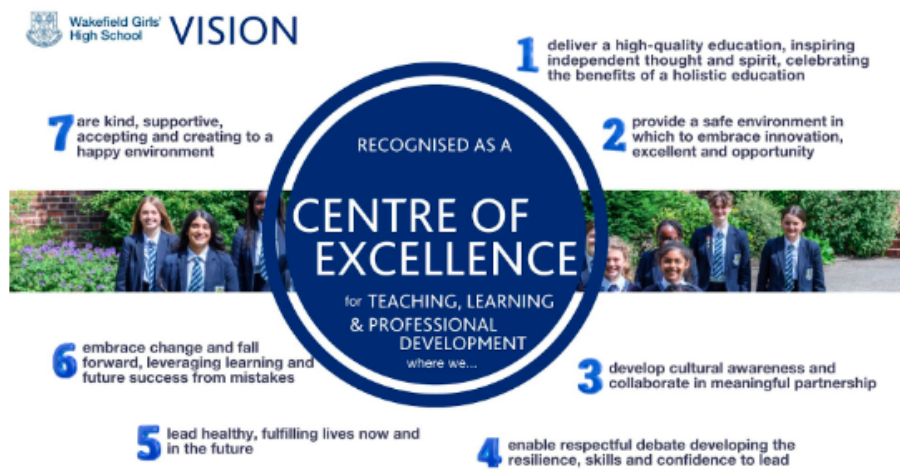 Wakefield Girls'
High School
VISION
RECOGNISED AS A
CENTRE OF
EXCELLENCE
for TEACHING, LEARNING
& PROFESSIONAL
DEVELOPMENT
where we...
1 deliver a high-quality education, inspiring
independent thought and spirit, celebrating
the benefits of a holistic education
2 provide a safe environment in
which to embrace innovation,
excellent and opportunity
3 develop cultural awareness and
collaborate in meaningful partnership
4 enable respectful debate developing the
resilience, skills and confidence to lead
5 lead healthy, fulfilling lives now and
in the future
6 embrace change and fall
forward, leveraging learning and
future success from mistakes
7 are kind, supportive,
accepting and creating to a
happy environment